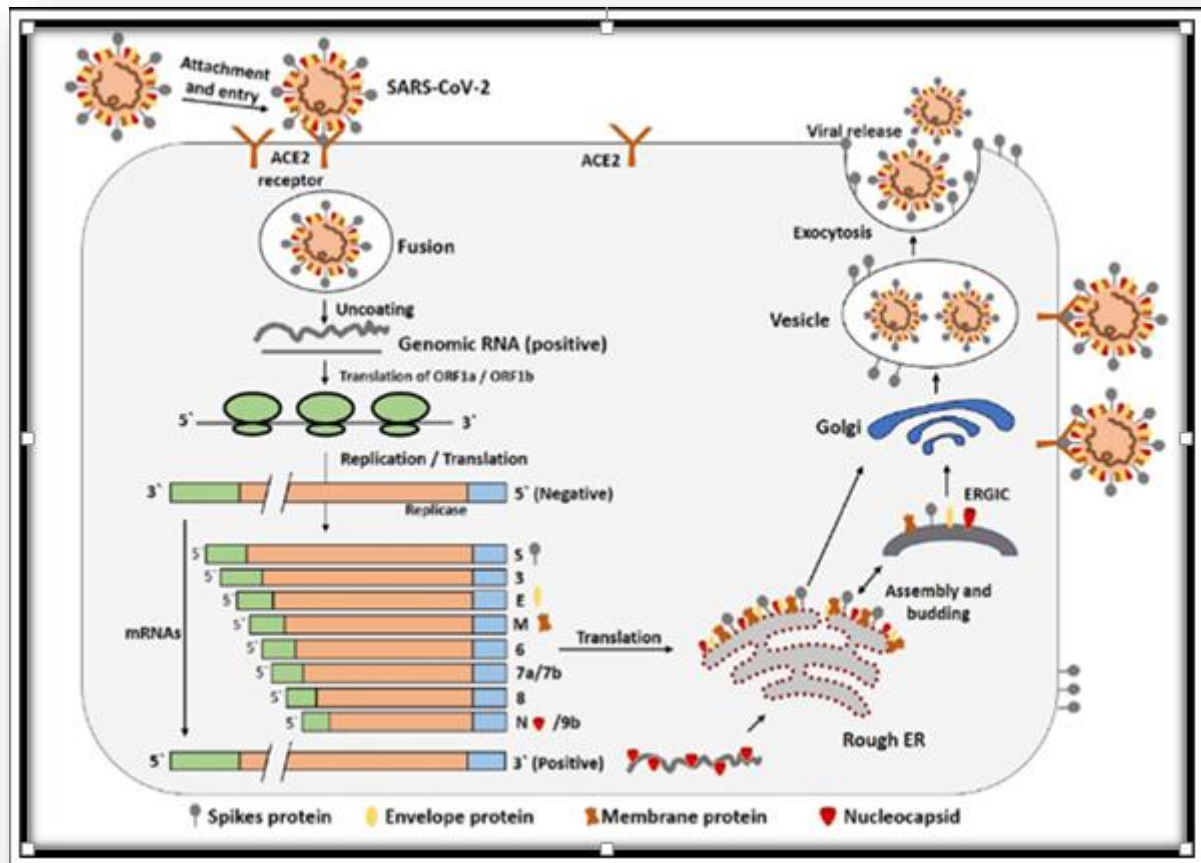 Attachment
and entry
SARS-CoV-2
ACE2
receptor
ACE2
Viral release
Fusion
Exocytosis
Uncoating
Vesicle
Genomic RNA (positive)
Translation of ORF1a / ORF1b
5` 3`
Golgi
Replication / Translation
3` 5` (Negative)
Replicase
ERGIC
5` S
5` 3
5` E
Assembly and
budding
mRNAs
5` M
Translation
5` 6
5` 7a/7b
5` 8
5` N /9b
Rough ER
5` 3` (Positive)
Spikes protein Envelope protein Membrane protein Nucleocapsid